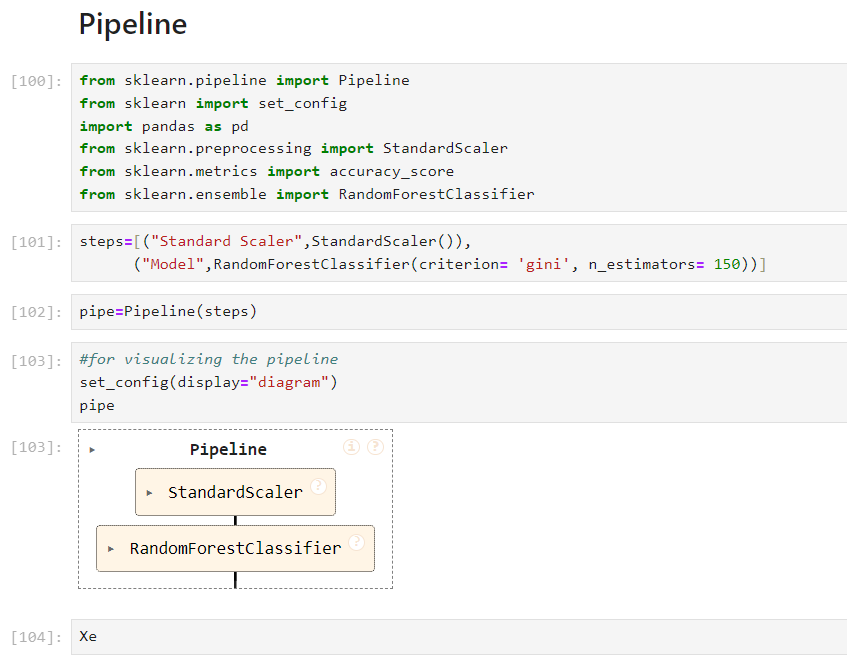 Pipeline
[100]:
from sklearn.pipeline import Pipeline
from sklearn import set_config
import pandas as pd
from sklearn.preprocessing import StandardScaler
from sklearn.metrics import accuracy_score
from sklearn.ensemble import RandomForestClassifier
[101]:
steps=[("Standard Scaler",StandardScaler()),
("Model",RandomForestClassifier(criterion= 'gini', n_estimators= 150))]
[102]:
pipe=Pipeline(steps)
[103]:
#for visualizing the pipeline
set_config(display="diagram")
pipe
[103]:
▸ Pipeline i ?
▸ StandardScaler ?
▸ RandomForestClassifier ?
[104]:
Xe